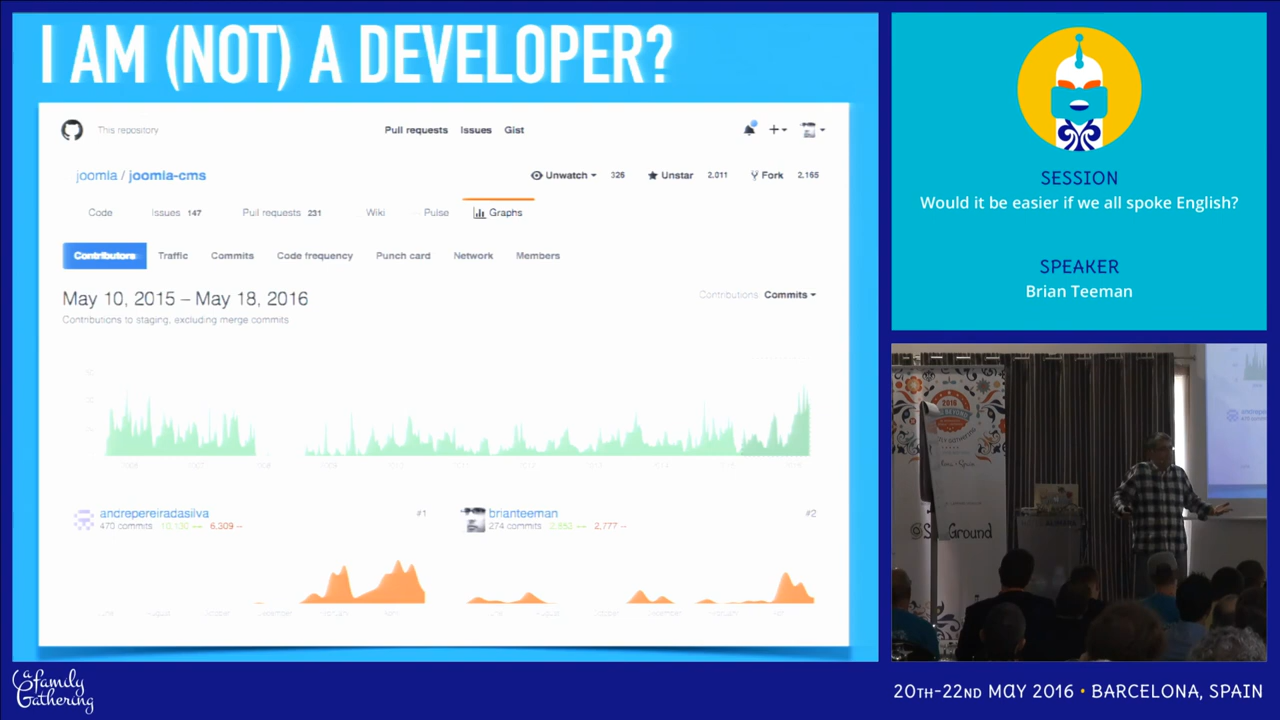 I AM (NOT) A DEVELOPER?
This repository
Pull requests Issues Gist
joomla / joomla-cms
Unwatch 326 Unstar 2,011 Fork 2,165
Code Issues 147 Pull requests 231 Wiki Pulse Graphs
Contributors Traffic Commits Code frequency Punch card Network Members
May 10, 2015 – May 18, 2016
Contributions: Commits
Contributions to staging, excluding merge commits
andrepereiradasilva #1
470 commits 6,309 --
brianteeman #2
274 commits 2,777 --
SESSION
Would it be easier if we all spoke English?
SPEAKER
Brian Teeman
2016
Ground
a family
Gathering
20TH-22ND MAY 2016 • BARCELONA, SPAIN